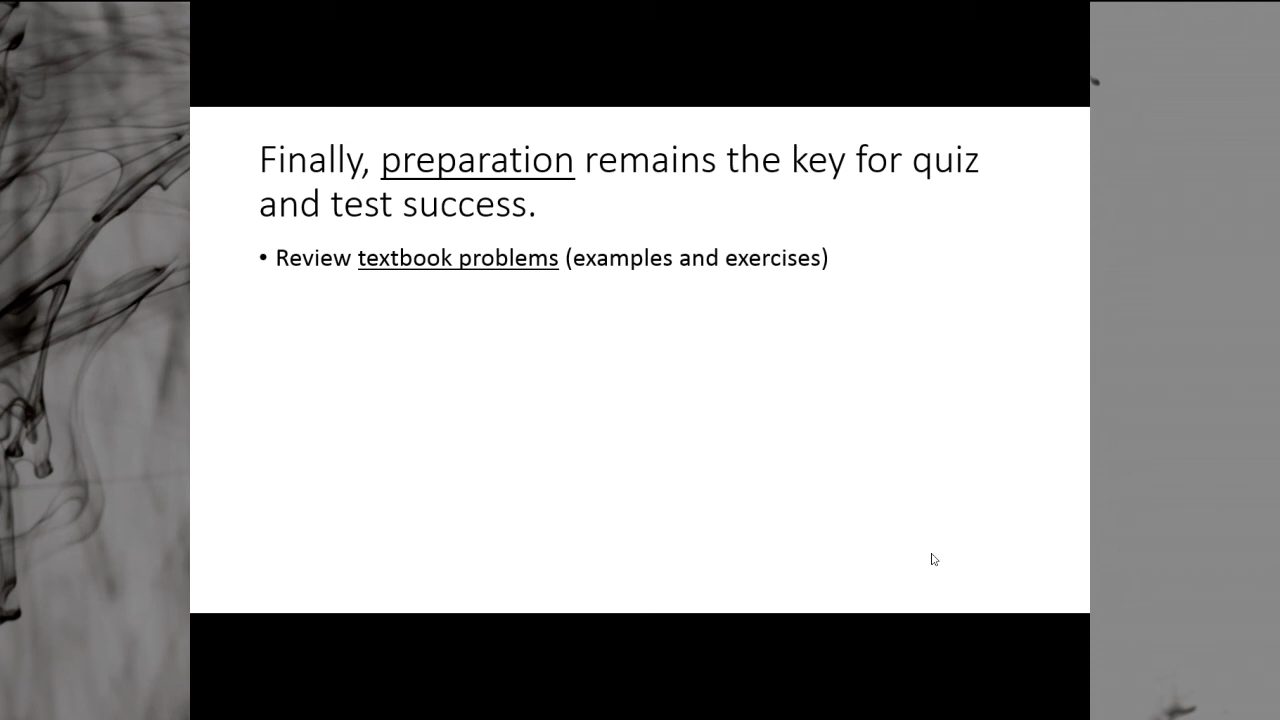 Finally, preparation remains the key for quiz
and test success.
• Review textbook problems (examples and exercises)